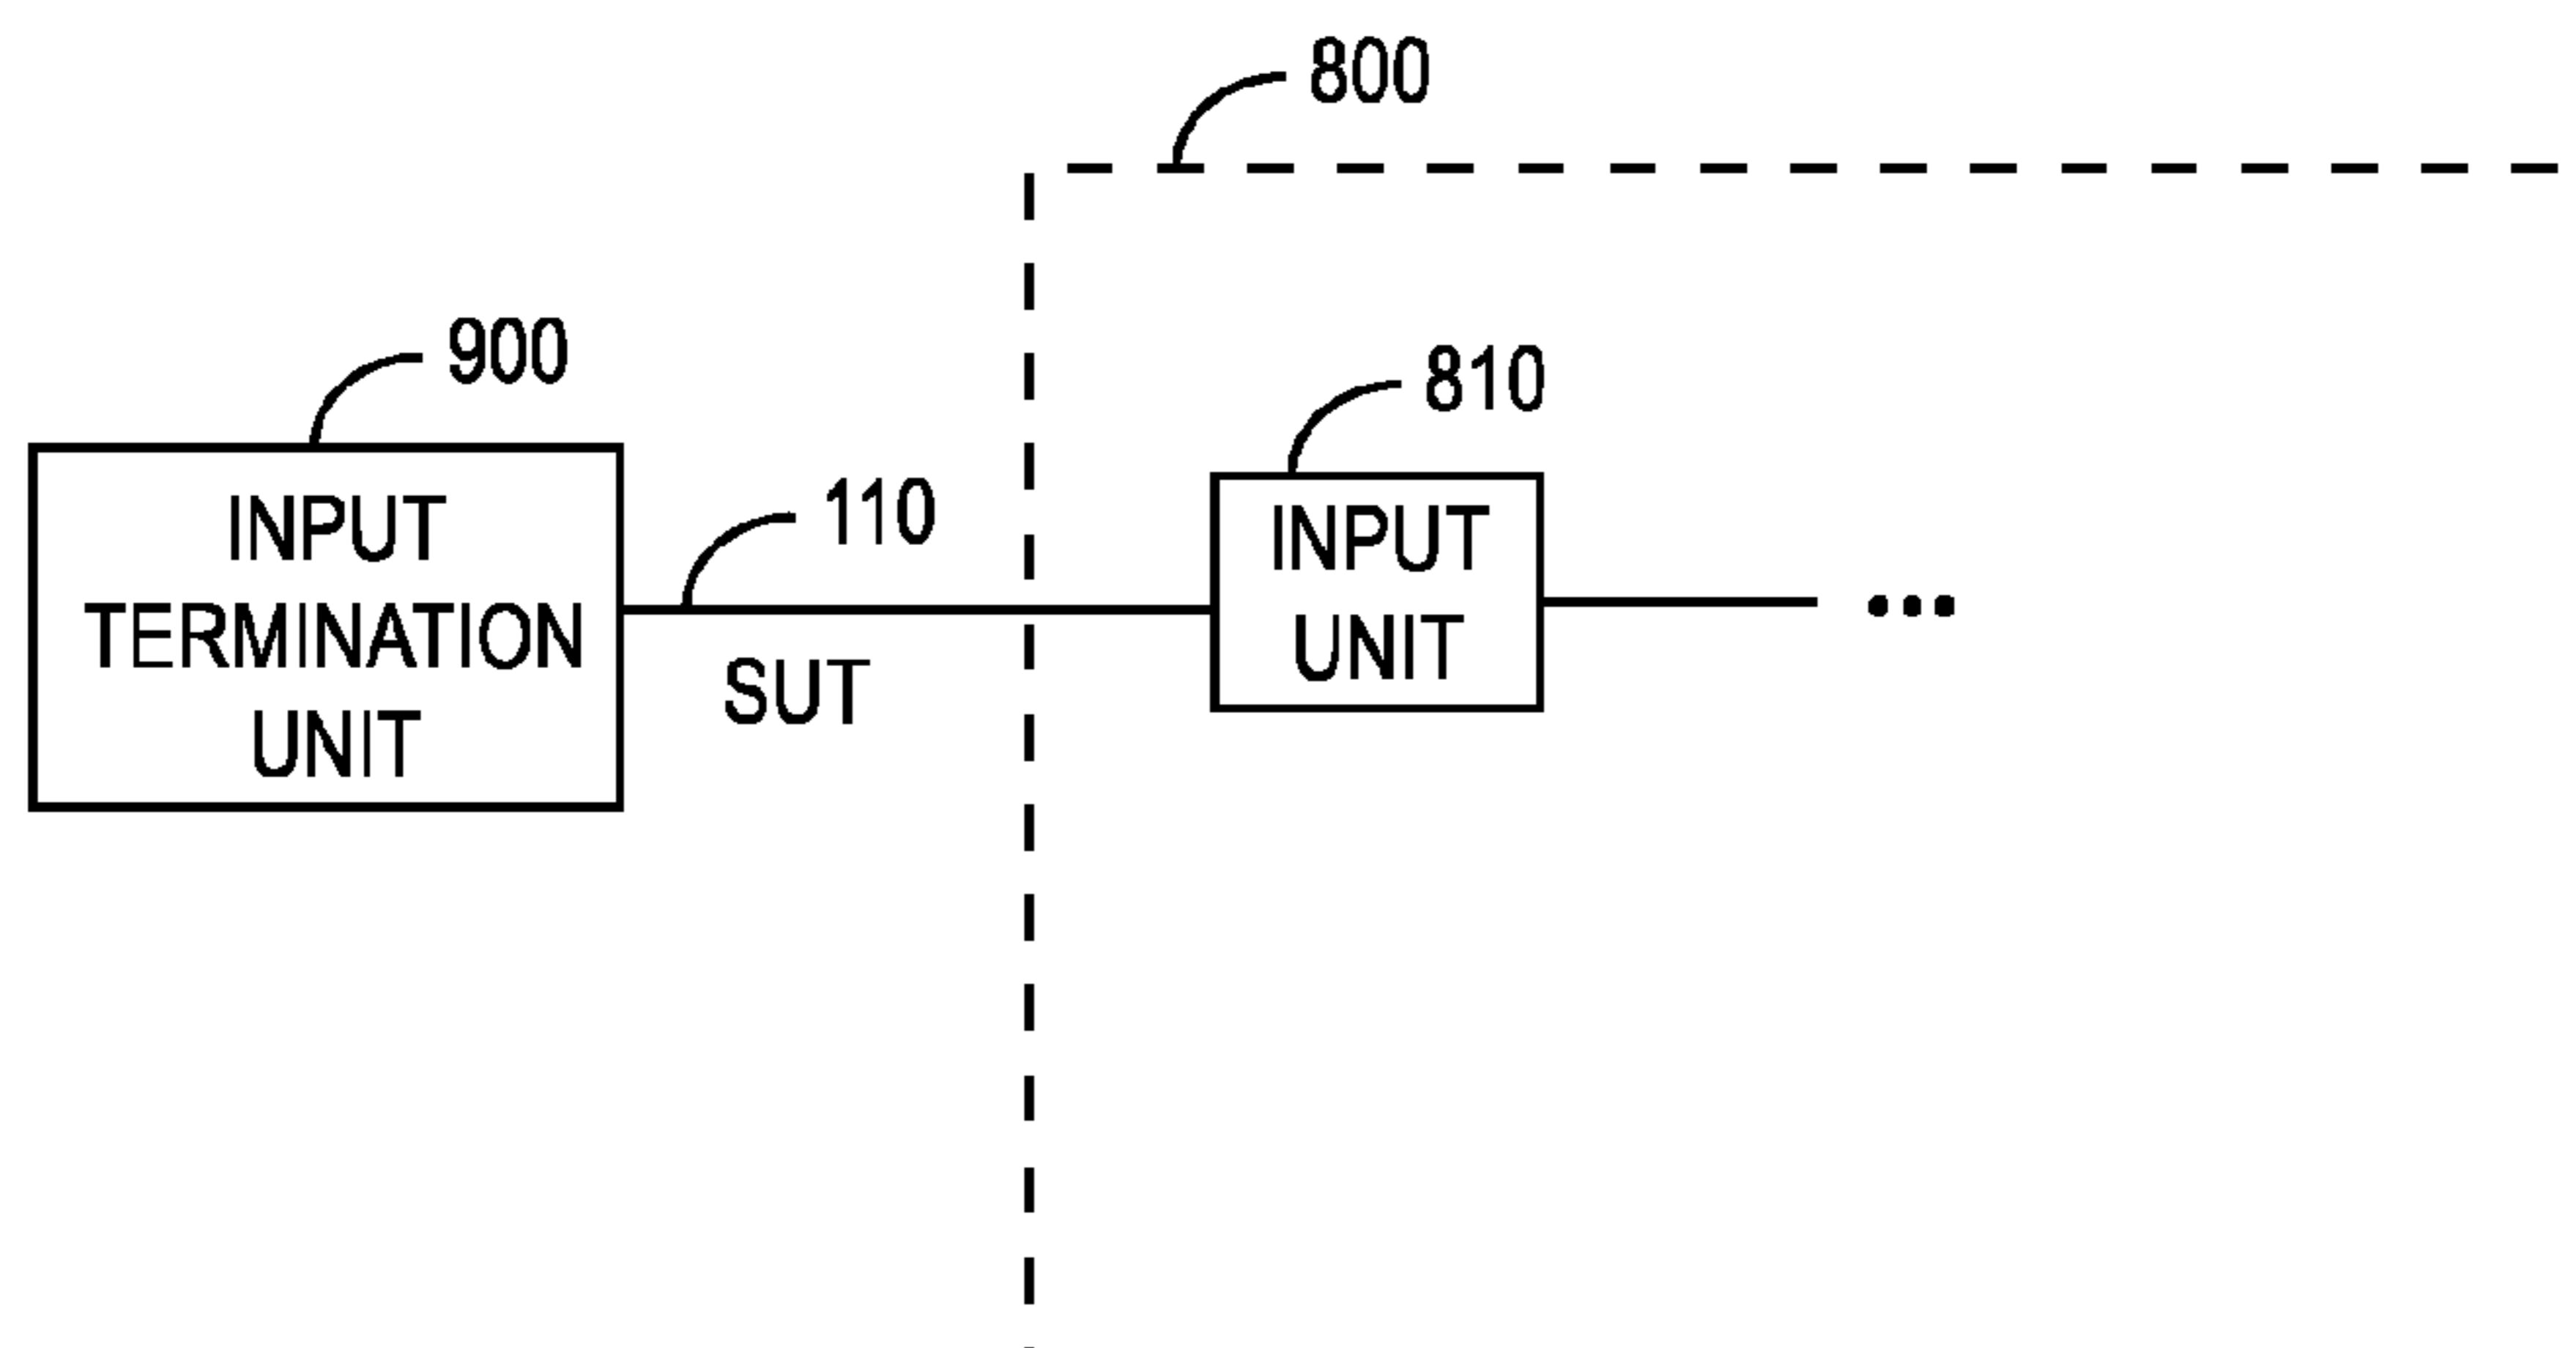 800
900
810
110
INPUT
TERMINATION
UNIT
SUT
INPUT
UNIT
...